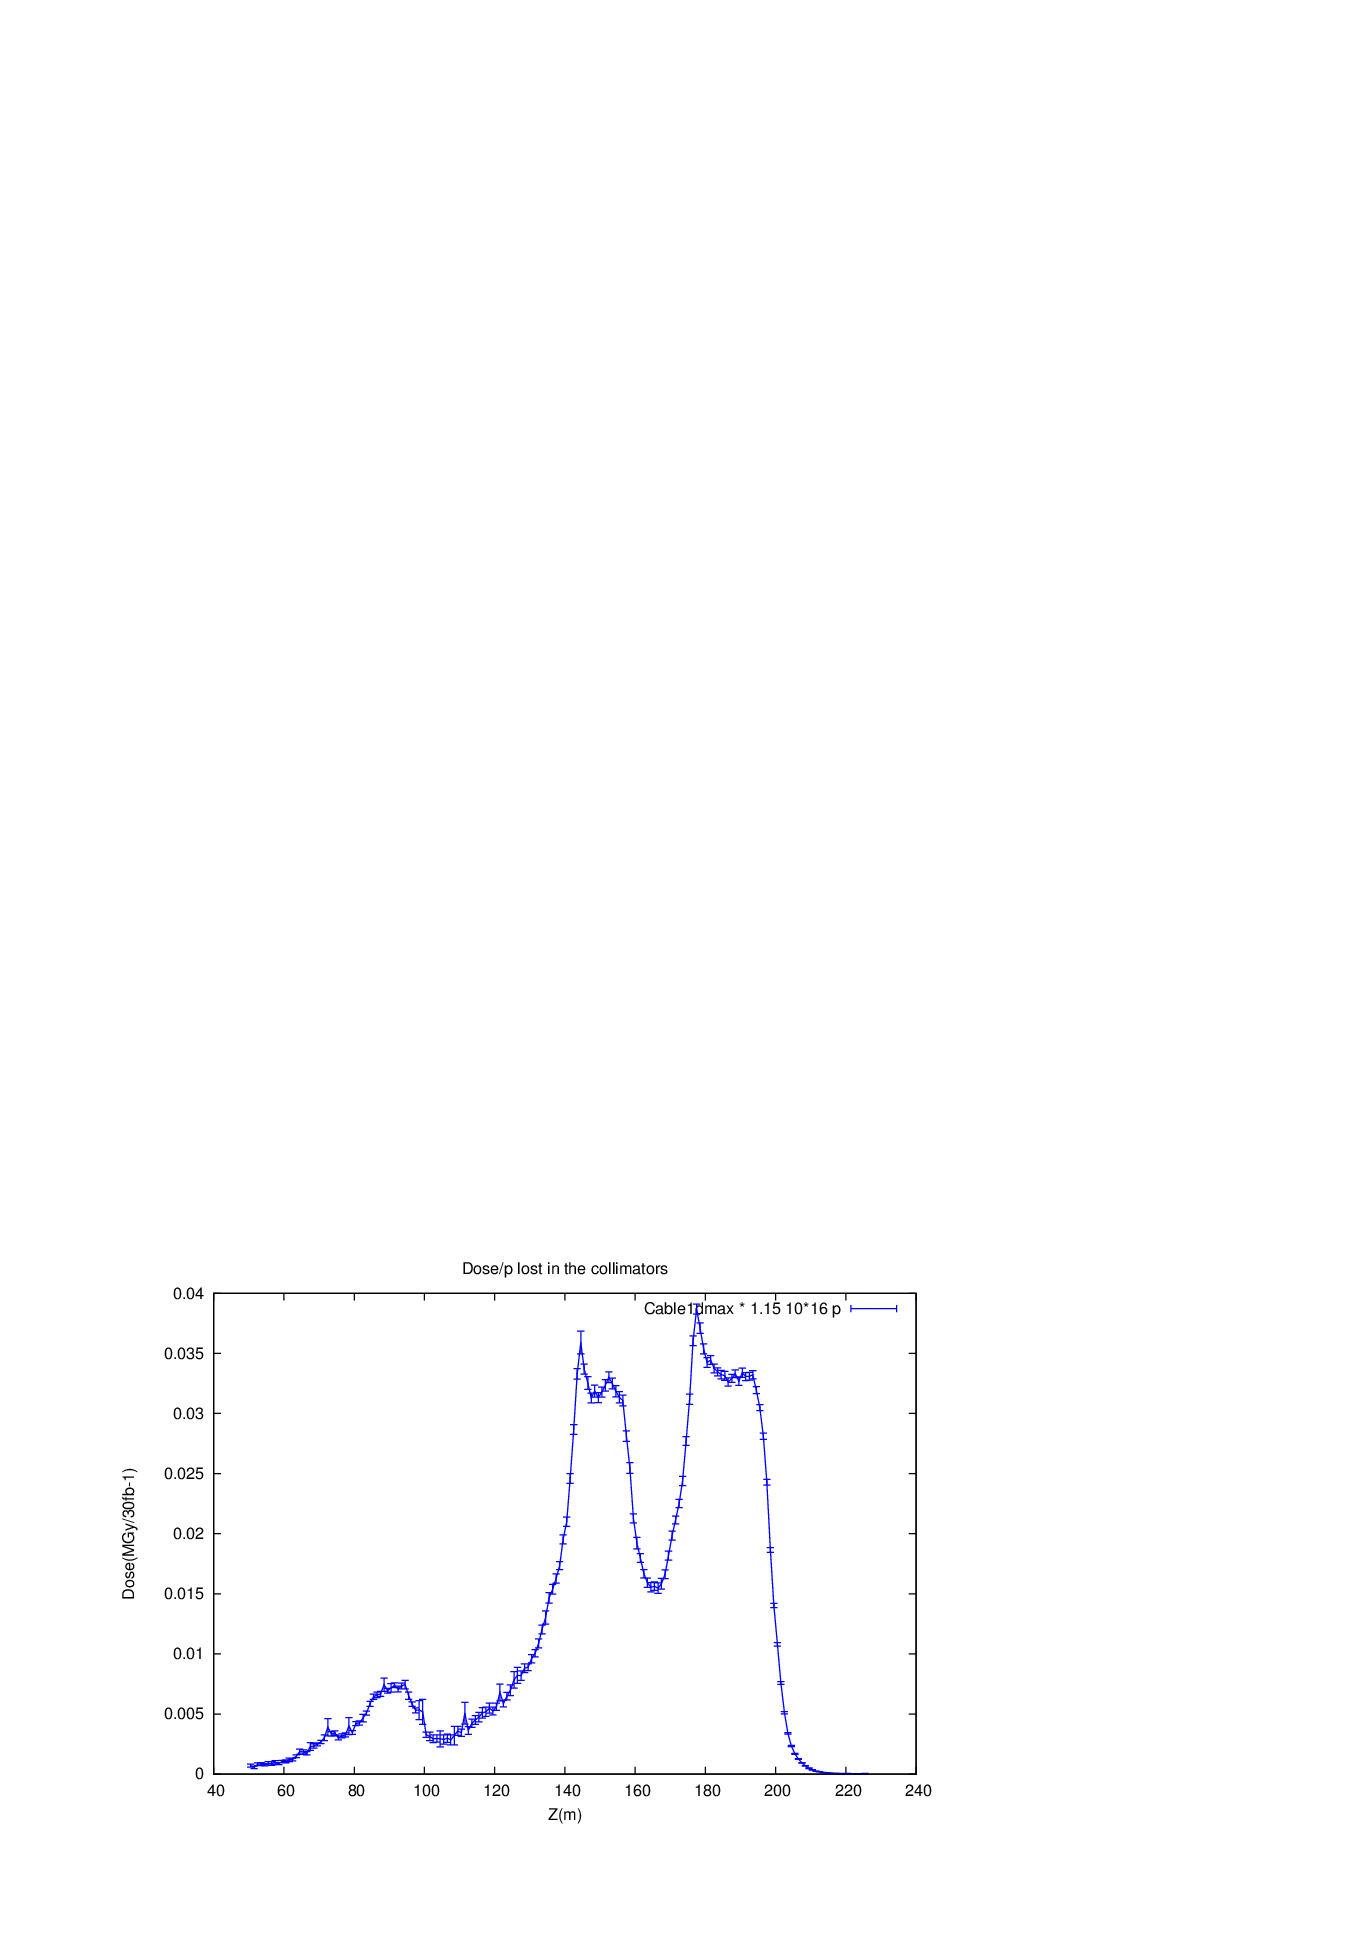 Dose/p lost in the collimators
Cable1dmax * 1.15 10*16 p
0.04
0.035
0.03
0.025
0.02
0.015
0.01
0.005
0
Dose(MGy/30fb-1)
40 60 80 100 120 140 160 180 200 220 240
Z(m)